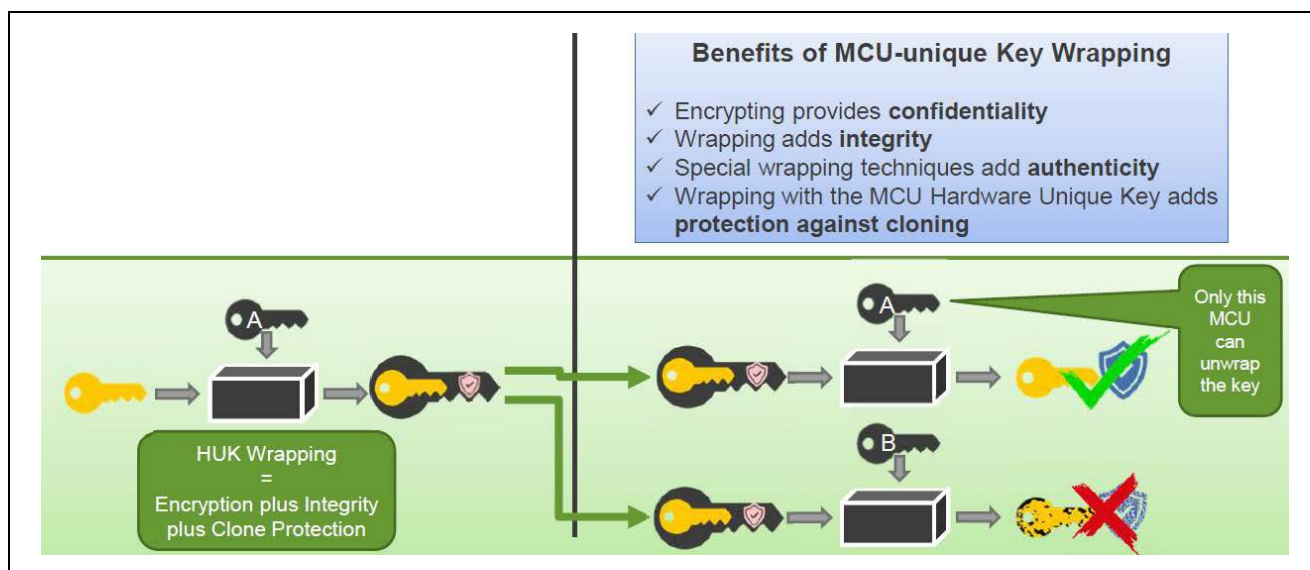 Benefits of MCU-unique Key Wrapping
✓ Encrypting provides confidentiality
✓ Wrapping adds integrity
✓ Special wrapping techniques add authenticity
✓ Wrapping with the MCU Hardware Unique Key adds
protection against cloning
A
HUK Wrapping
=
Encryption plus Integrity
plus Clone Protection
A
Only this
MCU
can
unwrap
the key
B